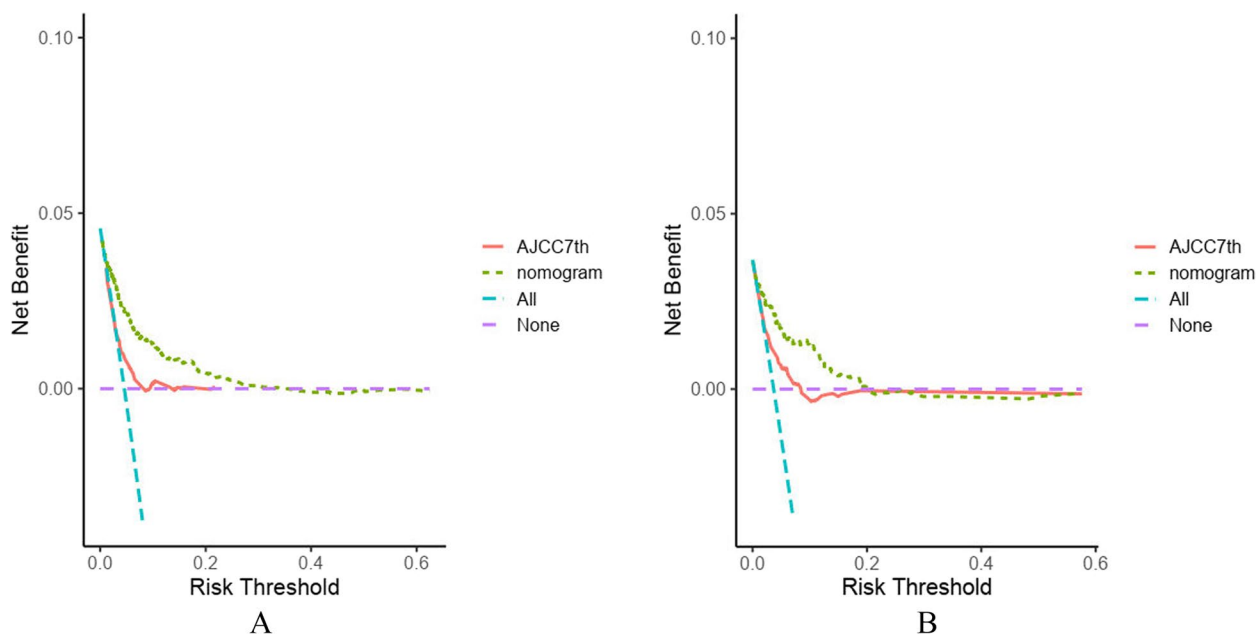 0.10
0.05
0.00
Net Benefit
0.0 0.2 0.4 0.6
Risk Threshold
AJCC7th
nomogram
All
None
A
0.10
0.05
0.00
Net Benefit
0.0 0.2 0.4 0.6
Risk Threshold
AJCC7th
nomogram
All
None
B